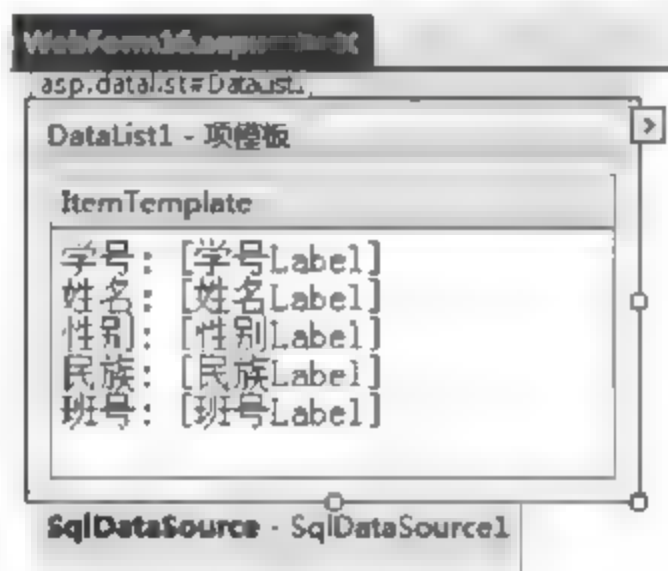 asp:datalist#DataList1
DataList1 - 项模板
ItemTemplate
学号: [学号Label]
姓名: [姓名Label]
性别: [性别Label]
民族: [民族Label]
班号: [班号Label]
SqlDataSource - SqlDataSource1